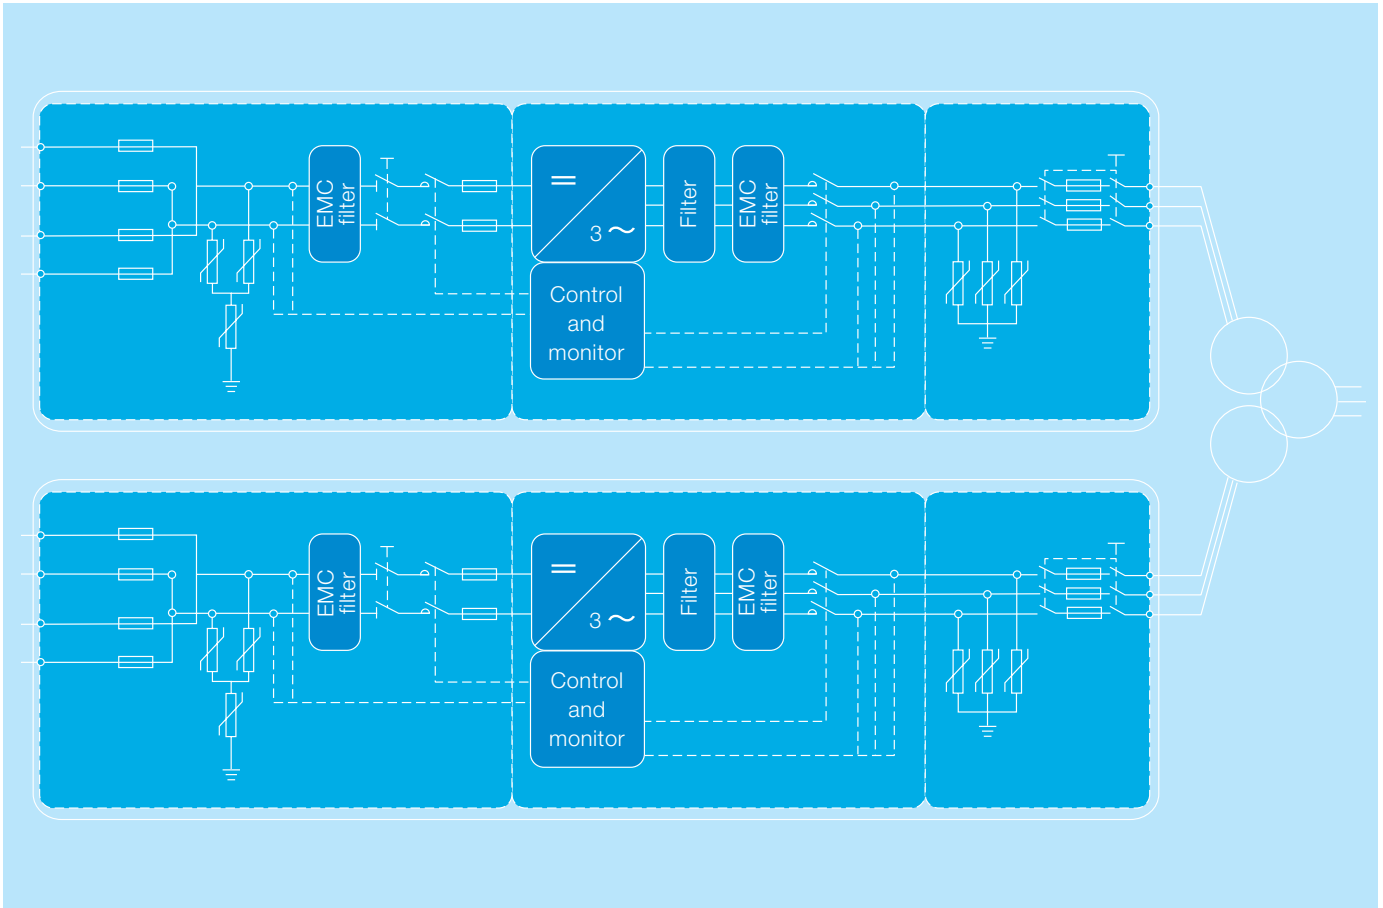 EMC
filter
3
Filter
EMC
filter
Control
and
monitor
EMC
filter
3
Filter
EMC
filter
Control
and
monitor